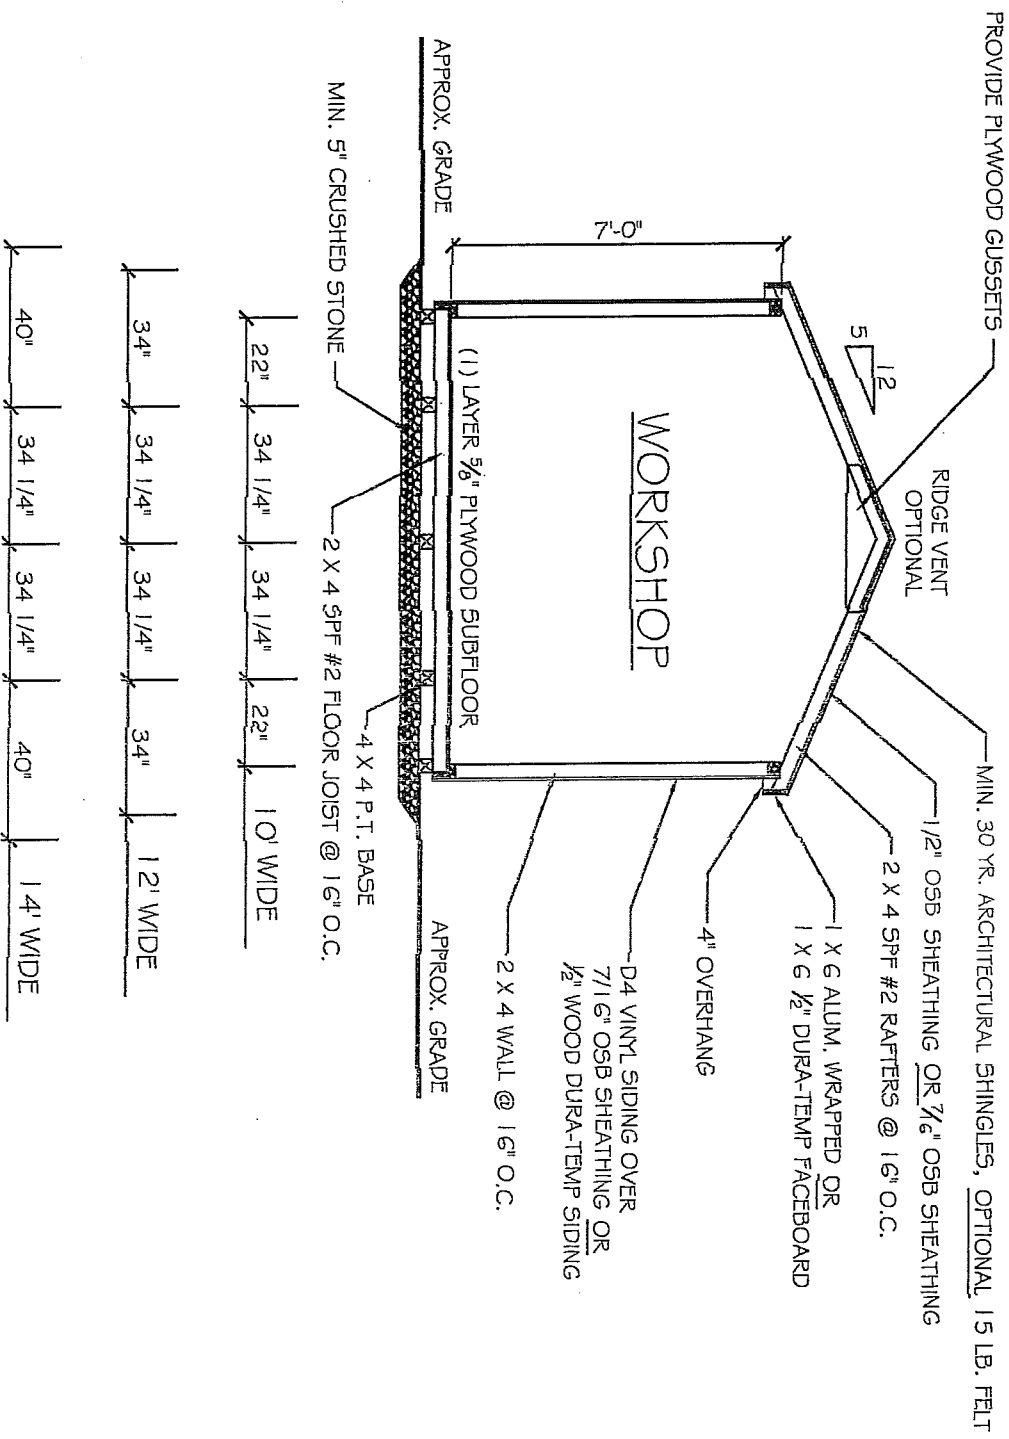 PROVIDE PLYWOOD GUSSETS
RIDGE VENT
OPTIONAL
12
5
MIN. 30 YR. ARCHITECTURAL SHINGLES, OPTIONAL 15 LB. FELT
1/2" OSB SHEATHING OR 7/16" OSB SHEATHING
2 X 4 SPF #2 RAFTERS @ 16" O.C.
1 X 6 ALUM. WRAPPED OR
1 X 6 1/2" DURA-TEMP FACEBOARD
4" OVERHANG
7'-0"
WORKSHOP
D4 VINYL SIDING OVER
7/16" OSB SHEATHING OR
1/2" WOOD DURA-TEMP SIDING
2 X 4 WALL @ 16" O.C.
(1) LAYER 5/8" PLYWOOD SUBFLOOR
APPROX. GRADE
APPROX. GRADE
MIN. 5" CRUSHED STONE
4 X 4 P.T. BASE
2 X 4 SPF #2 FLOOR JOIST @ 16" O.C.
22" 34 1/4" 34 1/4" 22" 10' WIDE
34" 34 1/4" 34 1/4" 34" 12' WIDE
40" 34 1/4" 34 1/4" 40" 14' WIDE